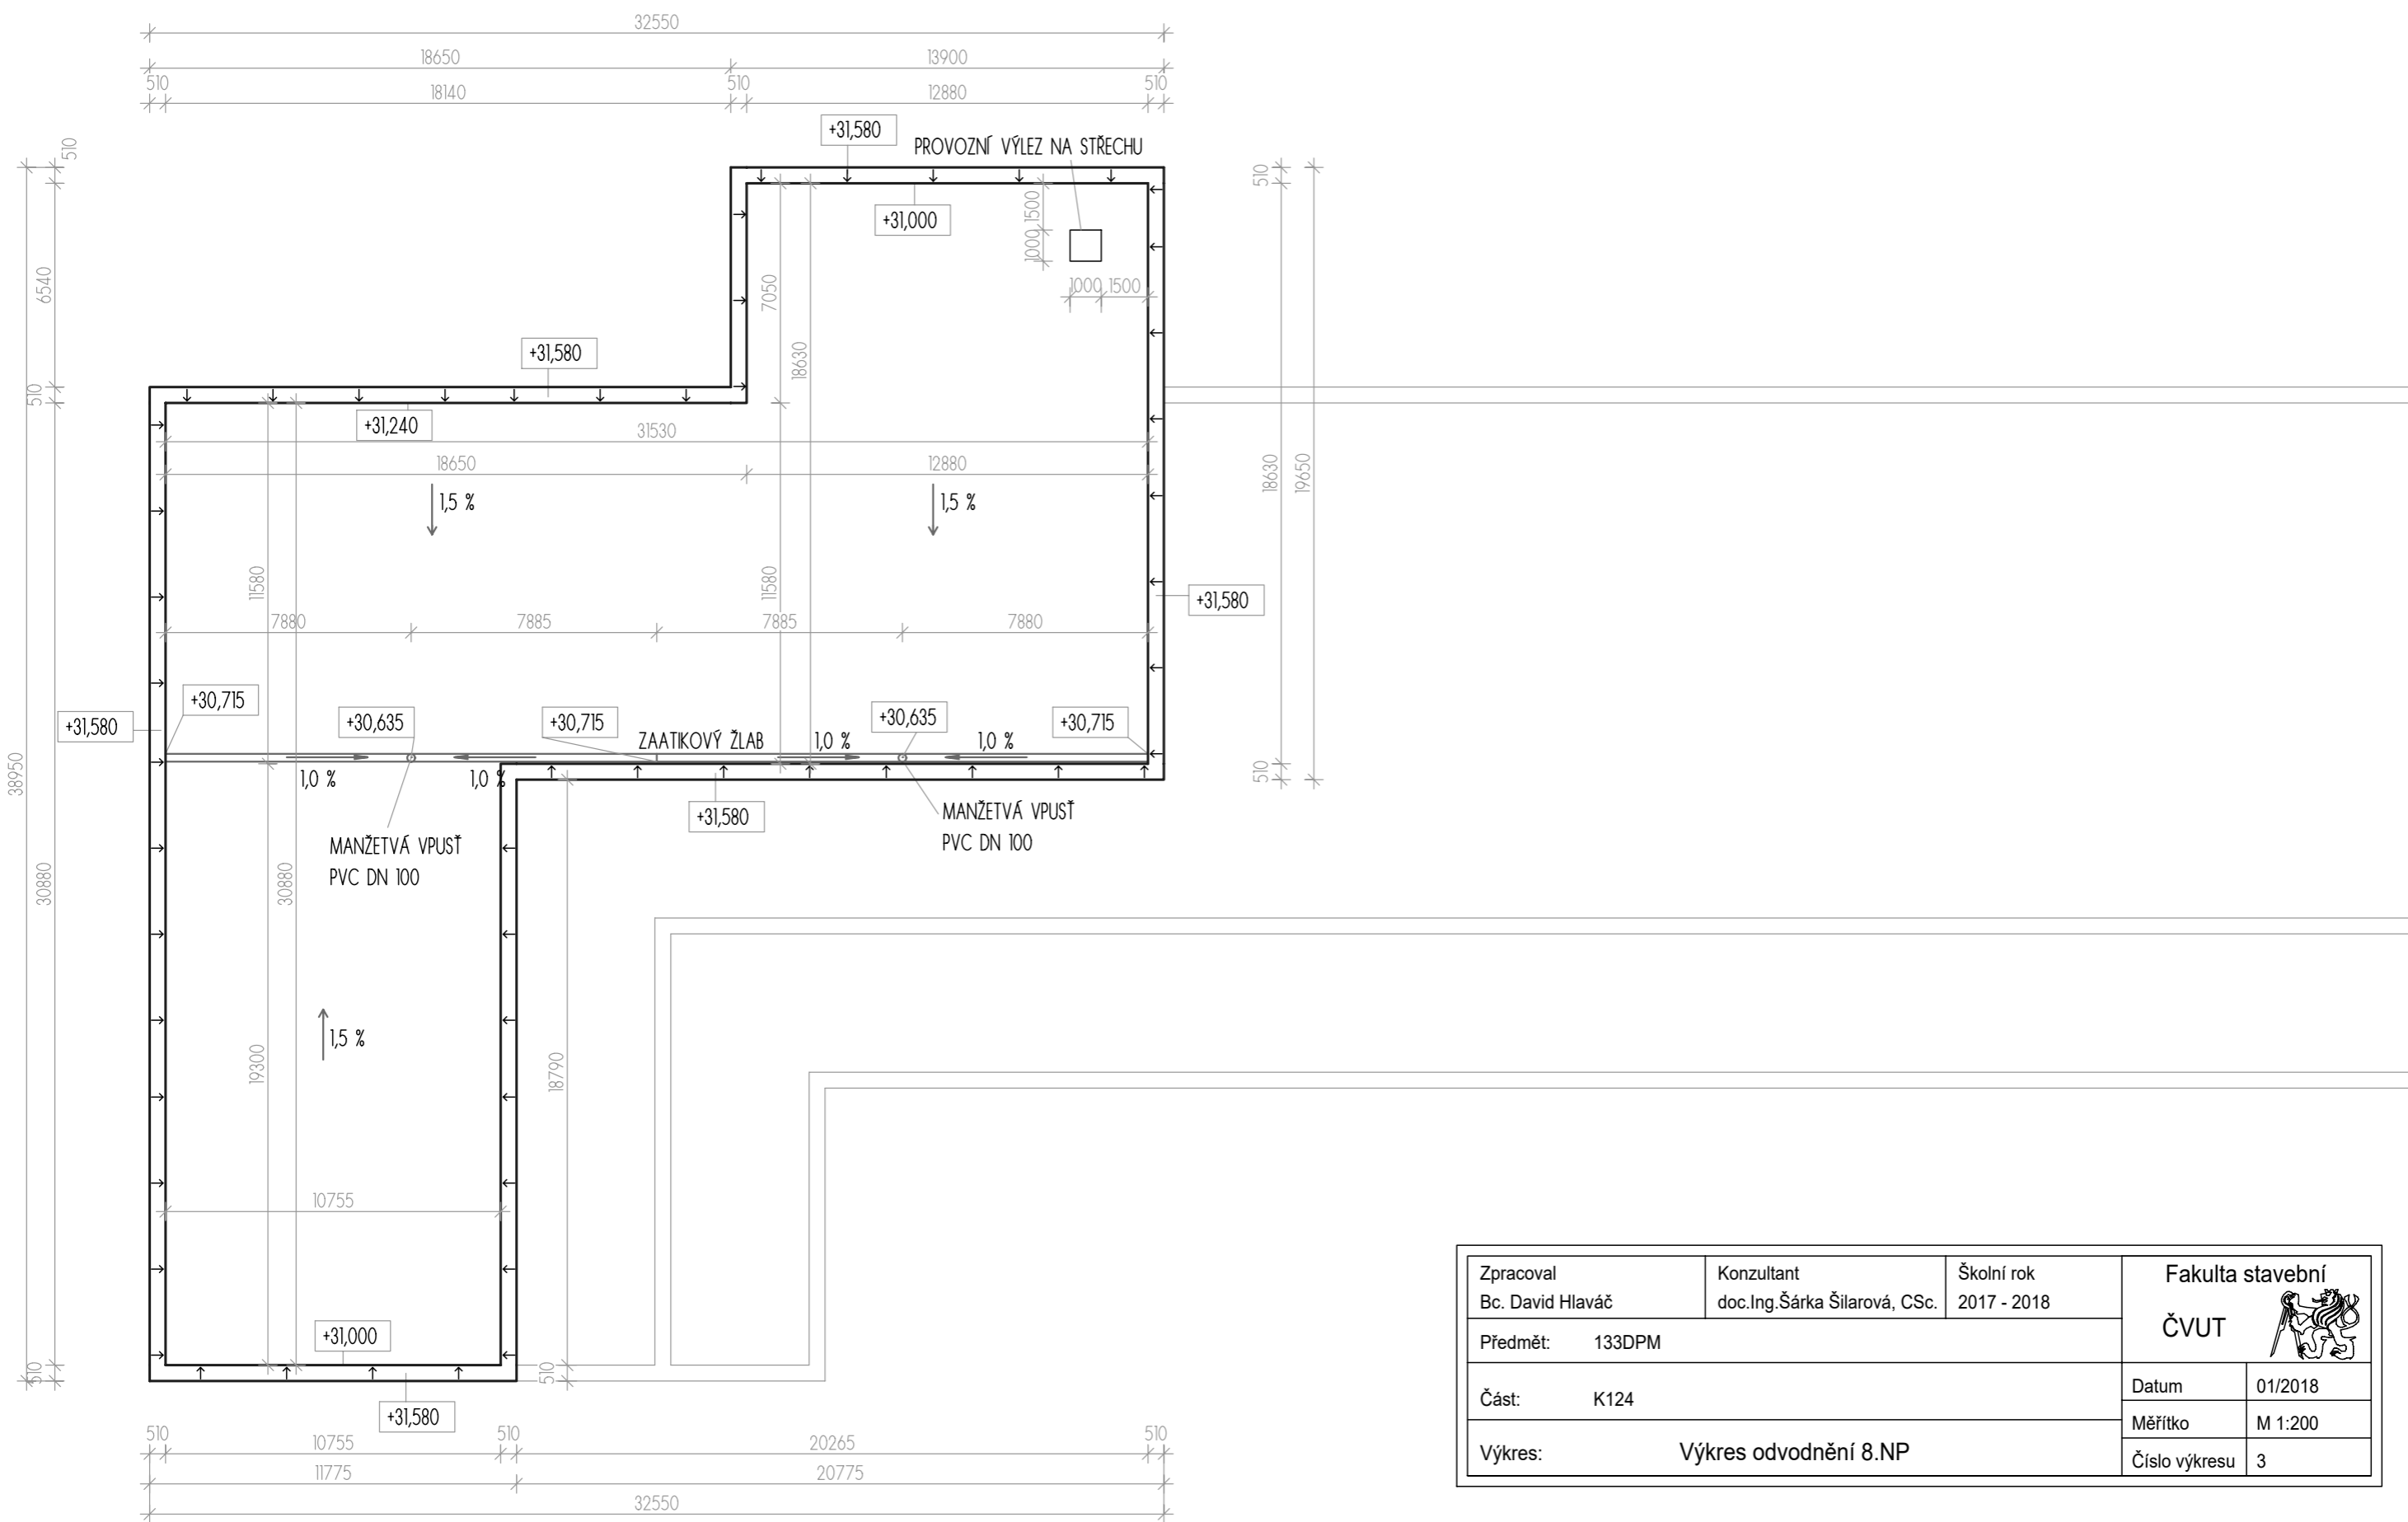 32550
18650 13900
510 18140 510 12880 510
+31,580
PROVOZNÍ VÝLEZ NA STŘECHU
510
510
+31,000
1500
1000
1000 1500
6540
7050
18630
+31,580
510
+31,240
31530
18650 12880
18630
19650
1,5 %
1,5 %
11580
11580
+31,580
7880 7885 7885 7880
+30,715
+31,580
+30,635
+30,715
+30,635
+30,715
ZAATIKOVÝ ŽLAB
1,0 %
1,0 %
1,0 %
1,0 %
510
38950
+31,580
MANŽETVÁ VPUSŤ
PVC DN 100
MANŽETVÁ VPUSŤ
PVC DN 100
30880
30880
1,5 %
19300
18790
10755
+31,000
510
510
+31,580
510 10755 510 20265 510
11775 20775
32550
Zpracoval
Bc. David Hlaváč
Konzultant
doc.Ing.Šárka Šilarová, CSc.
Školní rok
2017 - 2018
Fakulta stavební
ČVUT
Předmět: 133DPM
Část: K124
Datum 01/2018
Měřítko M 1:200
Výkres: Výkres odvodnění 8.NP
Číslo výkresu 3